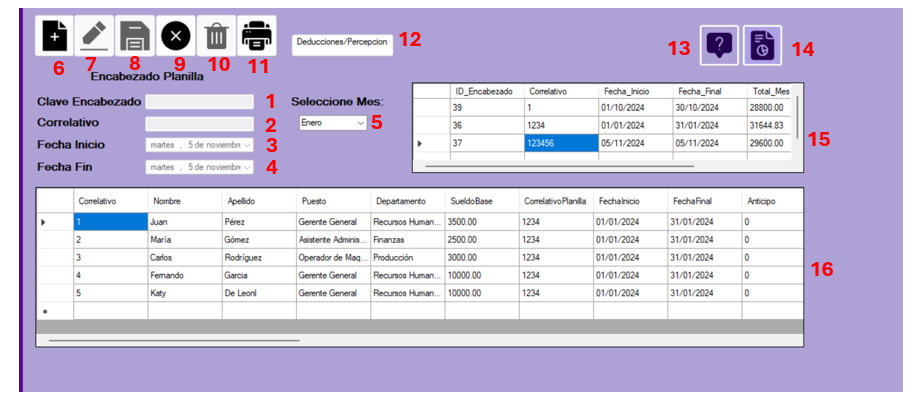 Deducciones/Percepcion 12
13 14
6 7 8 9 10 11
Encabezado Planilla
Clave Encabezado 1
Seleccione Mes:
Correlativo 2
Enero 5
Fecha Inicio martes , 5 de noviembre 3
Fecha Fin martes , 5 de noviembre 4
ID_Encabezado Correlativo Fecha_Inicio Fecha_Final Total_Mes
39 1 01/10/2024 30/10/2024 28800.00
36 1234 01/01/2024 31/01/2024 31644.83
37 123456 05/11/2024 05/11/2024 29600.00
15
Correlativo Nombre Apellido Puesto Departamento SueldoBase CorrelativoPlanilla FechaInicio FechaFinal Anticipo
1 Juan Pérez Gerente General Recursos Human... 3500.00 1234 01/01/2024 31/01/2024 0
2 María Gómez Asistente Adminis... Finanzas 2500.00 1234 01/01/2024 31/01/2024 0
3 Carlos Rodríguez Operador de Maq... Producción 3000.00 1234 01/01/2024 31/01/2024 0
4 Fernando Garcia Gerente General Recursos Human... 10000.00 1234 01/01/2024 31/01/2024 0
5 Katy De Leonl Gerente General Recursos Human... 10000.00 1234 01/01/2024 31/01/2024 0
16